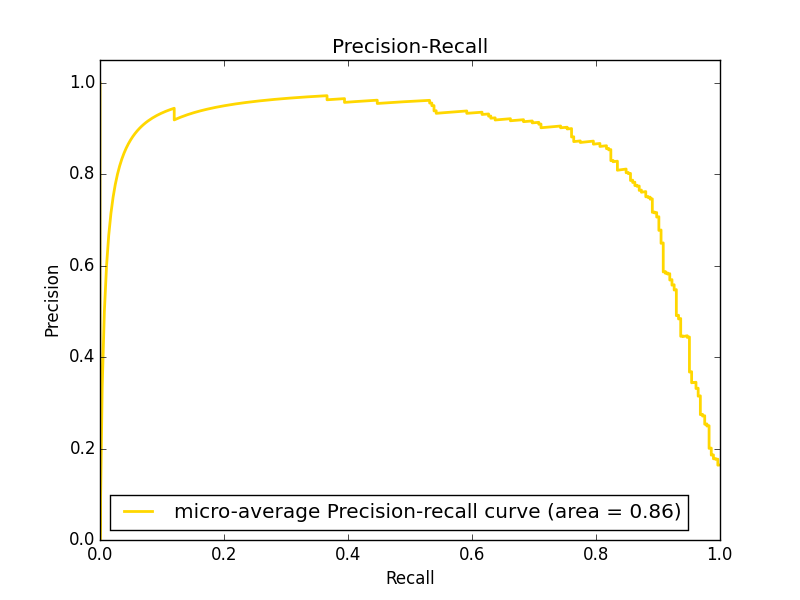 Precision-Recall
1.0
0.8
0.6
0.4
0.2
0.0
Precision
micro-average Precision-recall curve (area = 0.86)
0.0 0.2 0.4 0.6 0.8 1.0
Recall